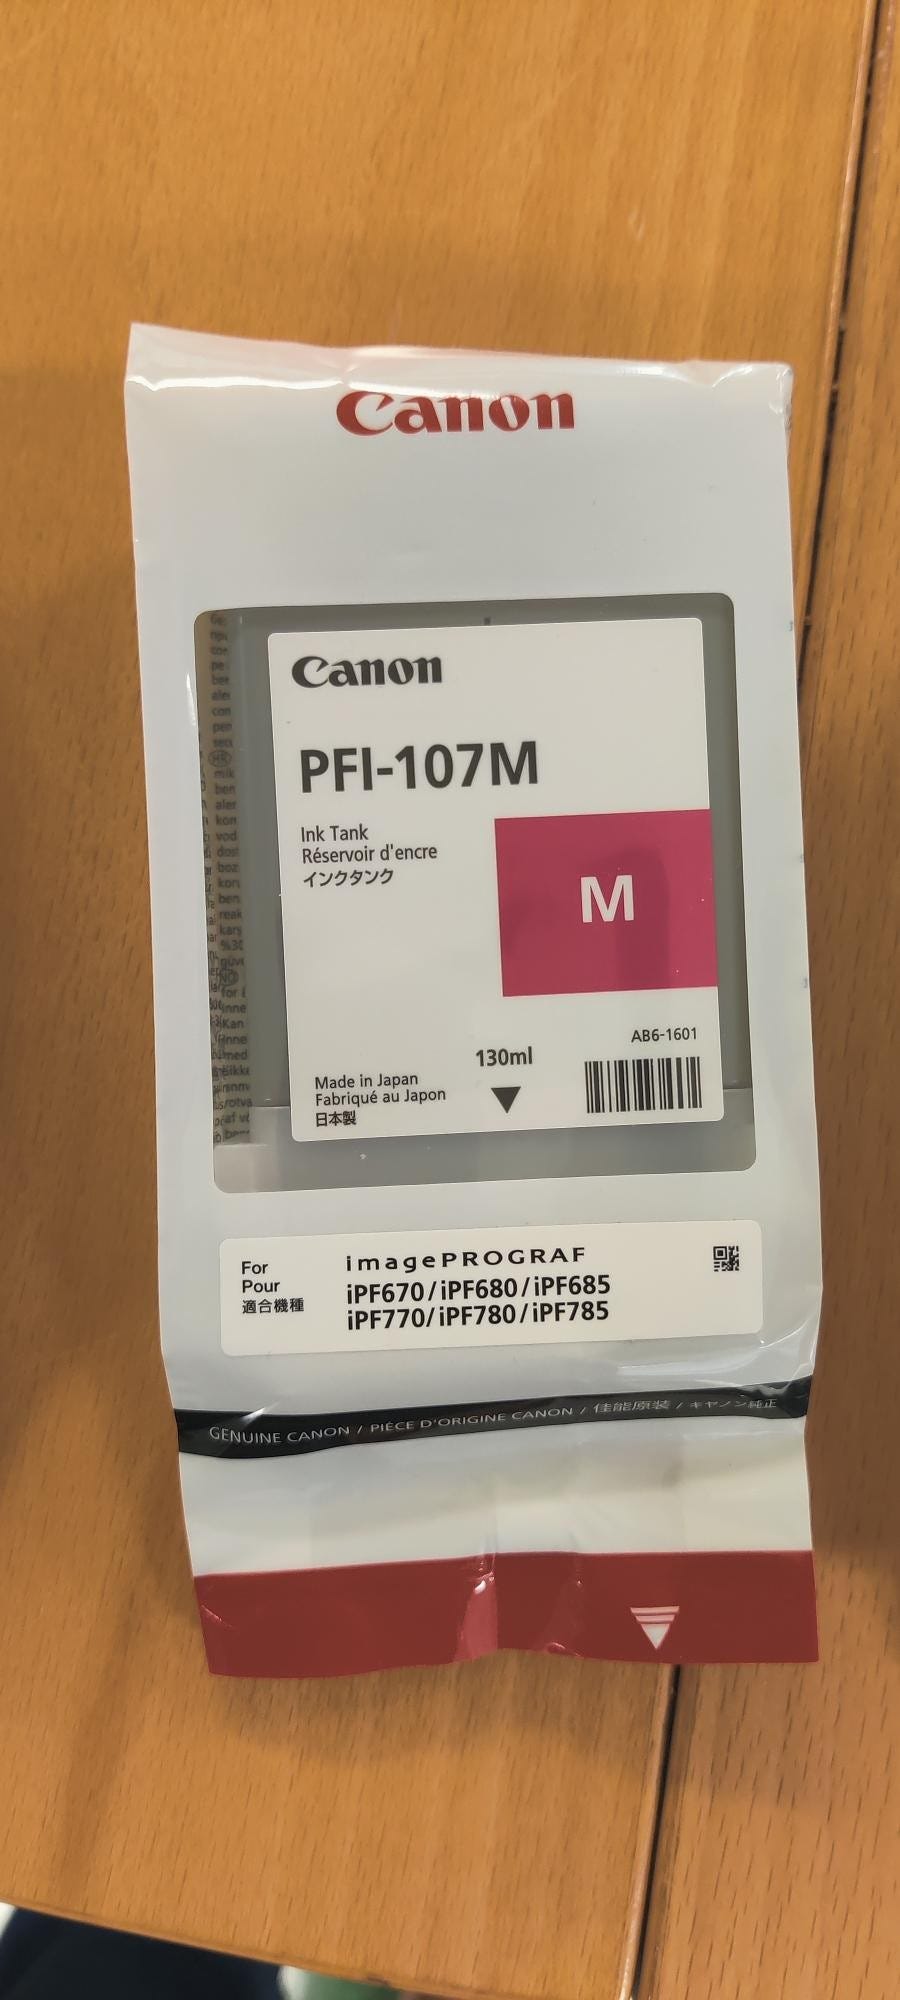 Canon
Canon
PFI-107M
Ink Tank
Réservoir d'encre
インクタンク
M
AB6-1601
130ml
Made in Japan
Fabriqué au Japon
日本製
For
Pour
適合機種
imagePROGRAF
iPF670/iPF680/iPF685
iPF770/iPF780/iPF785
GENUINE CANON / PIÈCE D'ORIGINE CANON / 佳能原装 / キヤノン純正